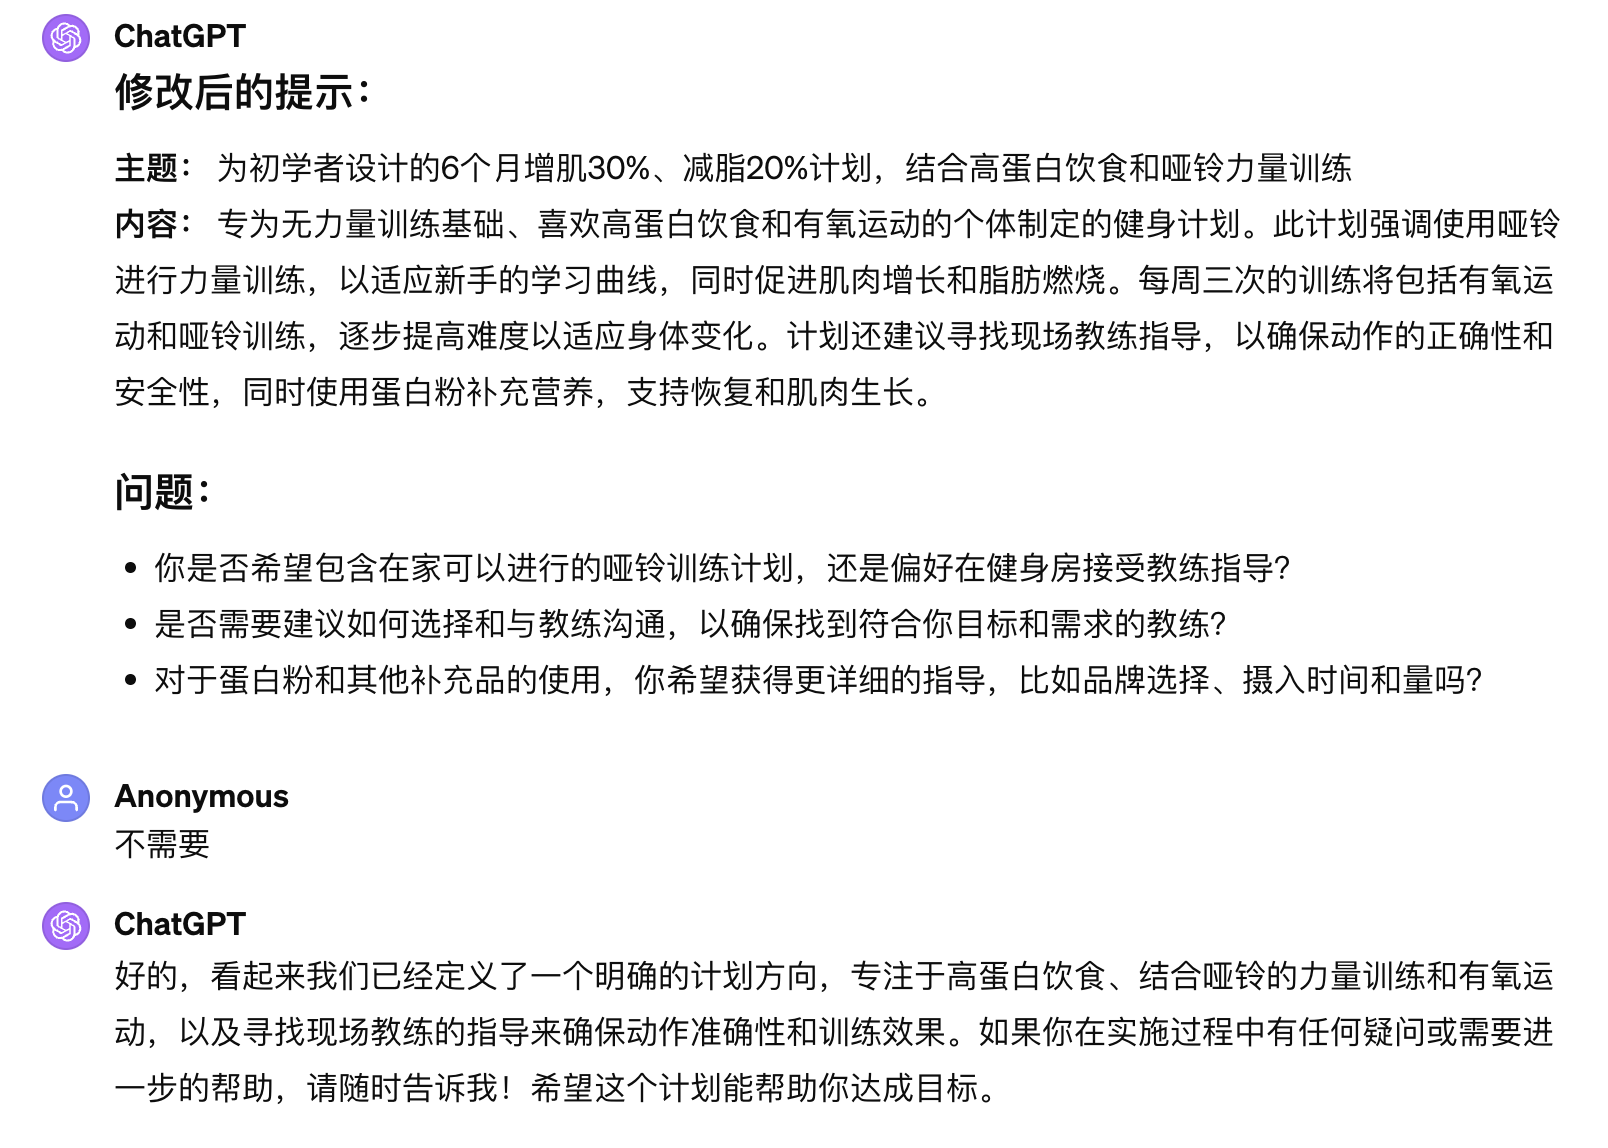 ChatGPT
修改后的提示：
主题： 为初学者设计的6个月增肌30%、减脂20%计划，结合高蛋白饮食和哑铃力量训练
内容： 专为无力量训练基础、喜欢高蛋白饮食和有氧运动的个体制定的健身计划。此计划强调使用哑铃
进行力量训练，以适应新手的学习曲线，同时促进肌肉增长和脂肪燃烧。每周三次的训练将包括有氧运
动和哑铃训练，逐步提高难度以适应身体变化。计划还建议寻找现场教练指导，以确保动作的正确性和
安全性，同时使用蛋白粉补充营养，支持恢复和肌肉生长。
问题：
• 你是否希望包含在家可以进行的哑铃训练计划，还是偏好在健身房接受教练指导？
• 是否需要建议如何选择和与教练沟通，以确保找到符合你目标和需求的教练？
• 对于蛋白粉和其他补充品的使用，你希望获得更详细的指导，比如品牌选择、摄入时间和量吗？
Anonymous
不需要
ChatGPT
好的，看起来我们已经定义了一个明确的计划方向，专注于高蛋白饮食、结合哑铃的力量训练和有氧运
动，以及寻找现场教练的指导来确保动作准确性和训练效果。如果你在实施过程中有任何疑问或需要进
一步的帮助，请随时告诉我！希望这个计划能帮助你达成目标。